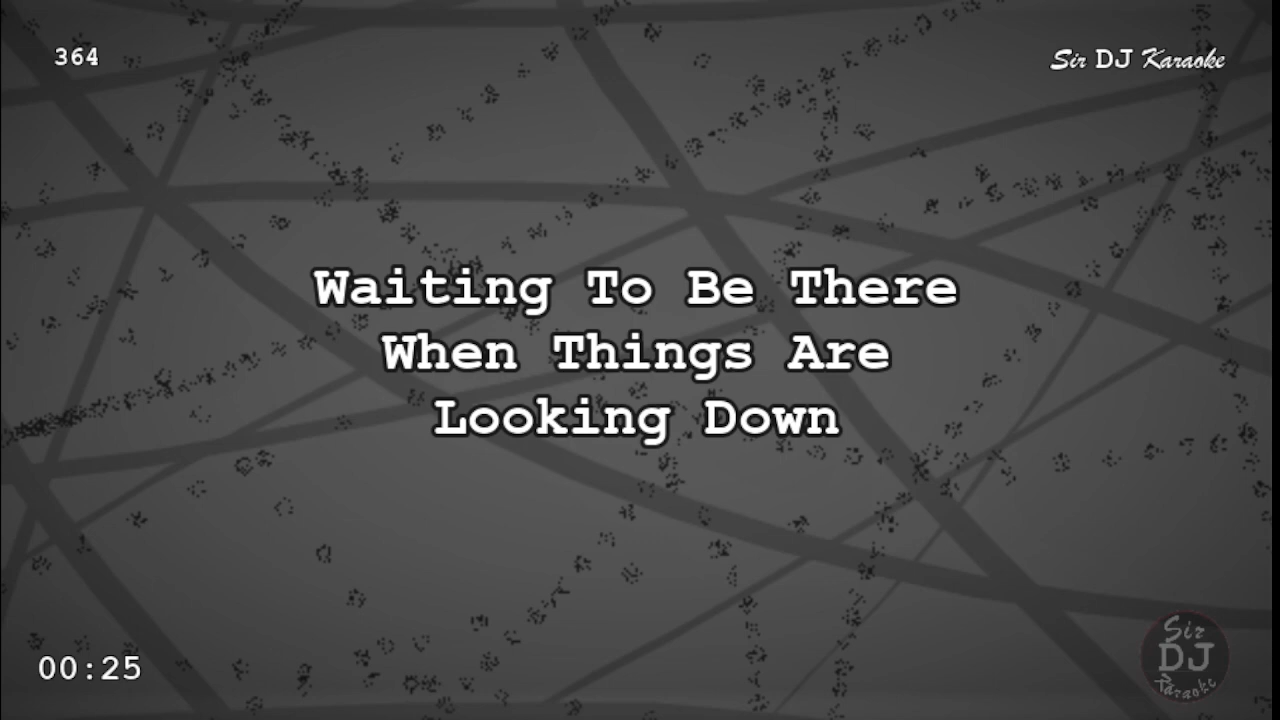 364
Sir DJ Karaoke
Waiting To Be There
When Things Are
Looking Down
00:25
Sir
DJ
Karaoke